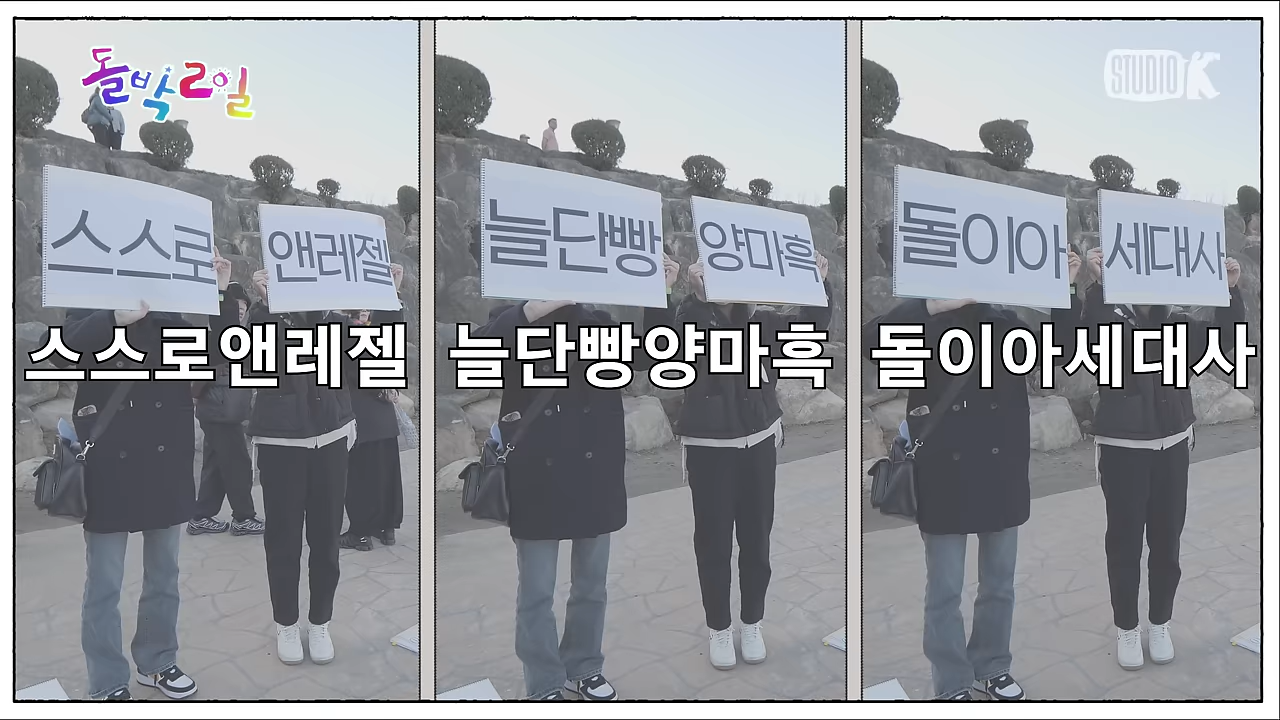 돌박2일
STUDIO K
스스로 앤레젤
늘단빵 양마흑
돌이아 세대사
스스로앤레젤 늘단빵양마흑 돌이아세대사